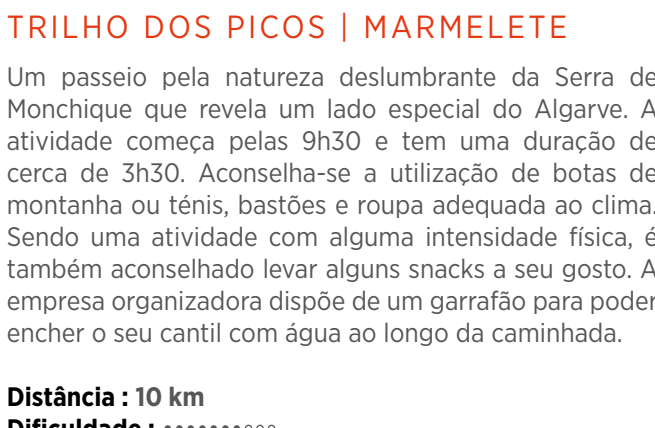 TRILHO DOS PICOS | MARMELETE
Um passeio pela natureza deslumbrante da Serra de
Monchique que revela um lado especial do Algarve. A
atividade começa pelas 9h30 e tem uma duração de
cerca de 3h30. Aconselha-se a utilização de botas de
montanha ou ténis, bastões e roupa adequada ao clima.
Sendo uma atividade com alguma intensidade física, é
também aconselhado levar alguns snacks a seu gosto. A
empresa organizadora dispõe de um garrafão para poder
encher o seu cantil com água ao longo da caminhada.
Distância : 10 km
Dificuldade :